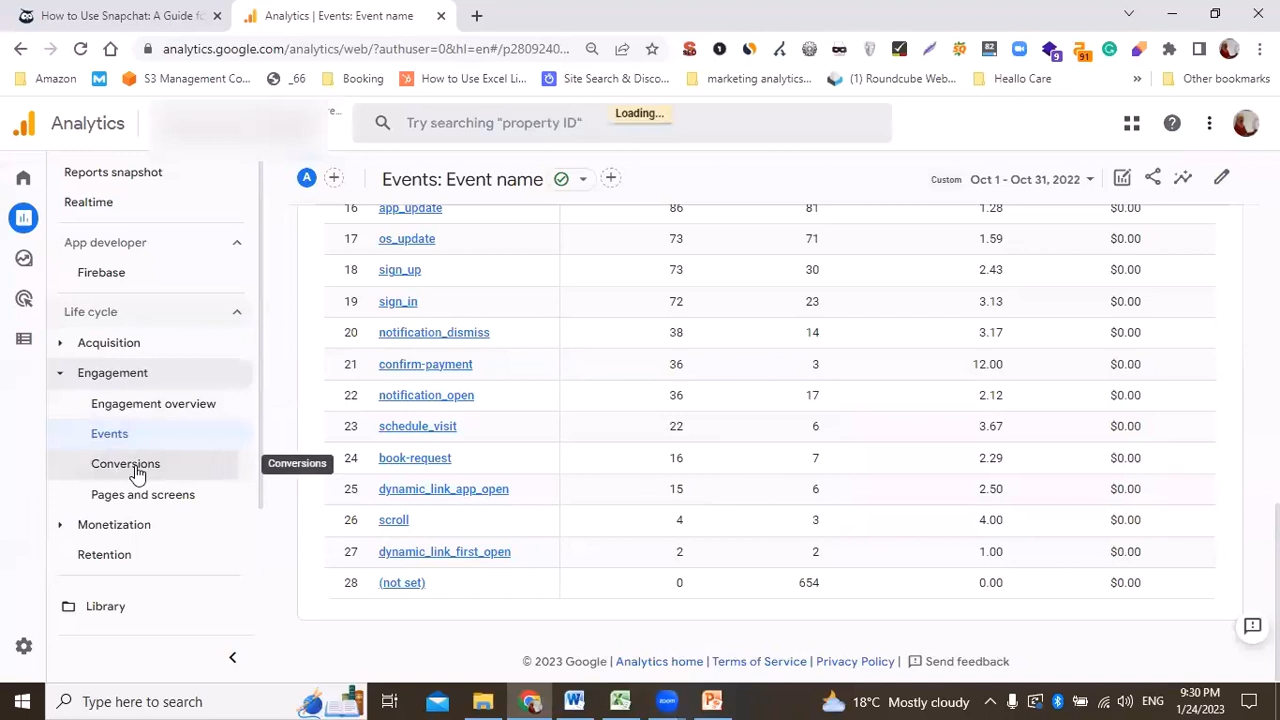 How to Use Snapchat: A Guide fo
Analytics | Events: Event name
analytics.google.com/analytics/web/?authuser=0&hl=en#/p2809240...
82
9
91
Amazon
S3 Management Co...
_66
Booking
How to Use Excel Li...
Site Search & Disco...
marketing analytics...
(1) Roundcube Web...
Heallo Care
»
Other bookmarks
Analytics
e...
Try searching "property ID"
Loading...
Reports snapshot
Realtime
App developer
Firebase
Life cycle
Acquisition
Engagement
Engagement overview
Events
Conversions
Conversions
Pages and screens
Monetization
Retention
Library
A
Events: Event name
Custom Oct 1 - Oct 31, 2022
16 app_update 86 81 1.28 $0.00
17 os_update 73 71 1.59 $0.00
18 sign_up 73 30 2.43 $0.00
19 sign_in 72 23 3.13 $0.00
20 notification_dismiss 38 14 3.17 $0.00
21 confirm-payment 36 3 12.00 $0.00
22 notification_open 36 17 2.12 $0.00
23 schedule_visit 22 6 3.67 $0.00
24 book-request 16 7 2.29 $0.00
25 dynamic_link_app_open 15 6 2.50 $0.00
26 scroll 4 3 4.00 $0.00
27 dynamic_link_first_open 2 2 1.00 $0.00
28 (not set) 0 654 0.00 $0.00
© 2023 Google | Analytics home | Terms of Service | Privacy Policy | Send feedback
Type here to search
18°C Mostly cloudy
ENG
9:30 PM
1/24/2023